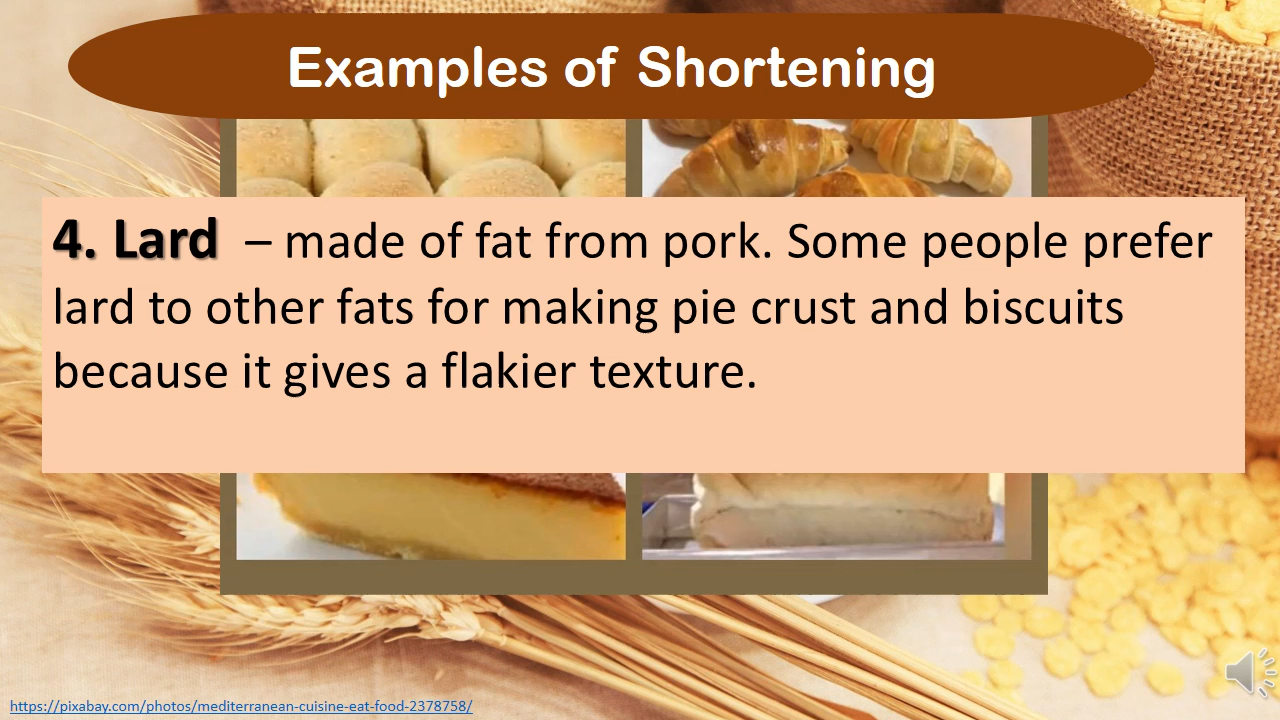 Examples of Shortening
4. Lard – made of fat from pork. Some people prefer
lard to other fats for making pie crust and biscuits
because it gives a flakier texture.
https://pixabay.com/photos/mediterranean-cuisine-eat-food-2378758/